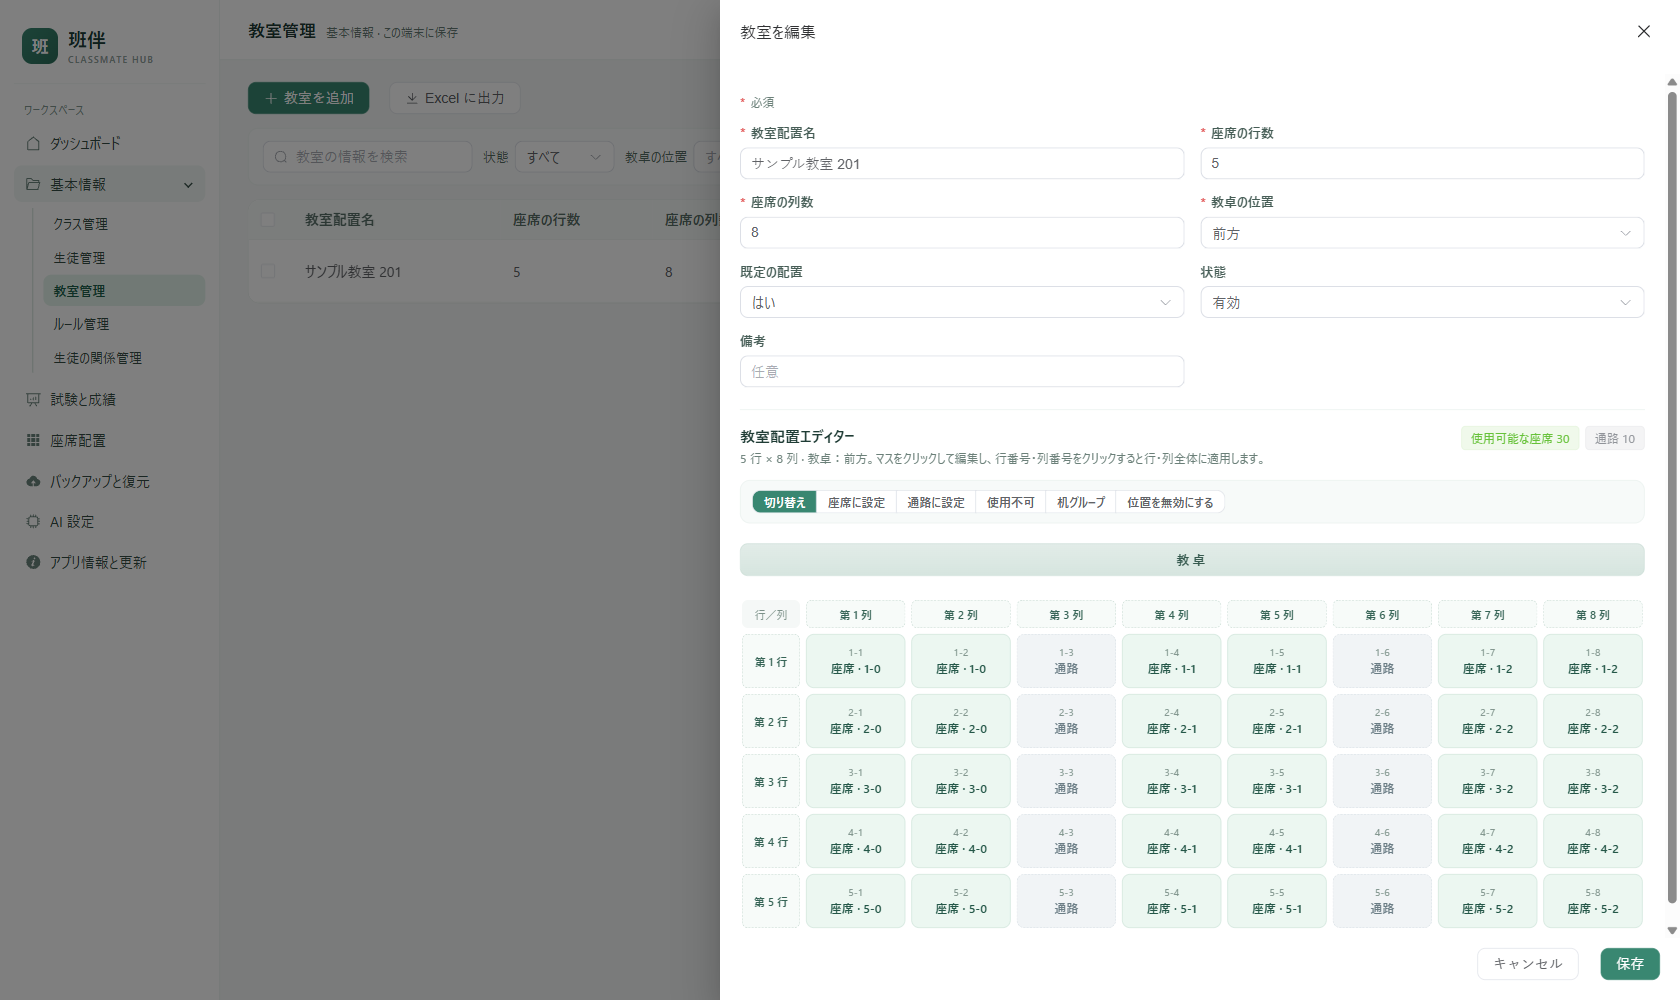 班 班伴
CLASSMATE HUB
ワークスペース
ダッシュボード
基本情報
クラス管理
生徒管理
教室管理
ルール管理
生徒の関係管理
試験と成績
座席配置
バックアップと復元
AI 設定
アプリ情報と更新
教室管理 基本情報 · この端末に保存
教室を追加 Excel に出力
教室の情報を検索 状態 すべて 教卓の位置
教室配置名 座席の行数 座席の列
サンプル教室 201 5 8
教室を編集
* 必須
* 教室配置名 * 座席の行数
サンプル教室 201 5
* 座席の列数 * 教卓の位置
8 前方
既定の配置 状態
はい 有効
備考
任意
教室配置エディター 使用可能な座席 30 通路 10
5 行 × 8 列 · 教卓：前方。マスをクリックして編集し、行番号・列番号をクリックすると行・列全体に適用します。
切り替え 座席に設定 通路に設定 使用不可 机グループ 位置を無効にする
教 卓
行／列 第 1 列 第 2 列 第 3 列 第 4 列 第 5 列 第 6 列 第 7 列 第 8 列
1-1 1-2 1-3 1-4 1-5 1-6 1-7 1-8
第 1 行 座席 · 1-0 座席 · 1-0 通路 座席 · 1-1 座席 · 1-1 通路 座席 · 1-2 座席 · 1-2
2-1 2-2 2-3 2-4 2-5 2-6 2-7 2-8
第 2 行 座席 · 2-0 座席 · 2-0 通路 座席 · 2-1 座席 · 2-1 通路 座席 · 2-2 座席 · 2-2
3-1 3-2 3-3 3-4 3-5 3-6 3-7 3-8
第 3 行 座席 · 3-0 座席 · 3-0 通路 座席 · 3-1 座席 · 3-1 通路 座席 · 3-2 座席 · 3-2
4-1 4-2 4-3 4-4 4-5 4-6 4-7 4-8
第 4 行 座席 · 4-0 座席 · 4-0 通路 座席 · 4-1 座席 · 4-1 通路 座席 · 4-2 座席 · 4-2
5-1 5-2 5-3 5-4 5-5 5-6 5-7 5-8
第 5 行 座席 · 5-0 座席 · 5-0 通路 座席 · 5-1 座席 · 5-1 通路 座席 · 5-2 座席 · 5-2
キャンセル 保存